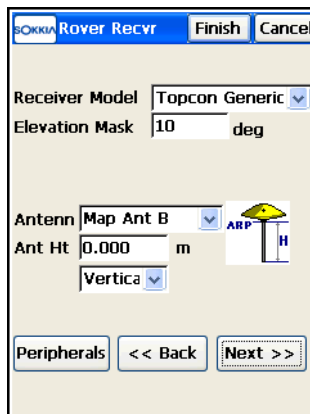 SOKKIA Rover Recvr Finish Cancel
Receiver Model Topcon Generic
Elevation Mask 10 deg
Antenn Map Ant B
ARP
Ant Ht 0.000 m
H
Vertica
Peripherals << Back Next >>